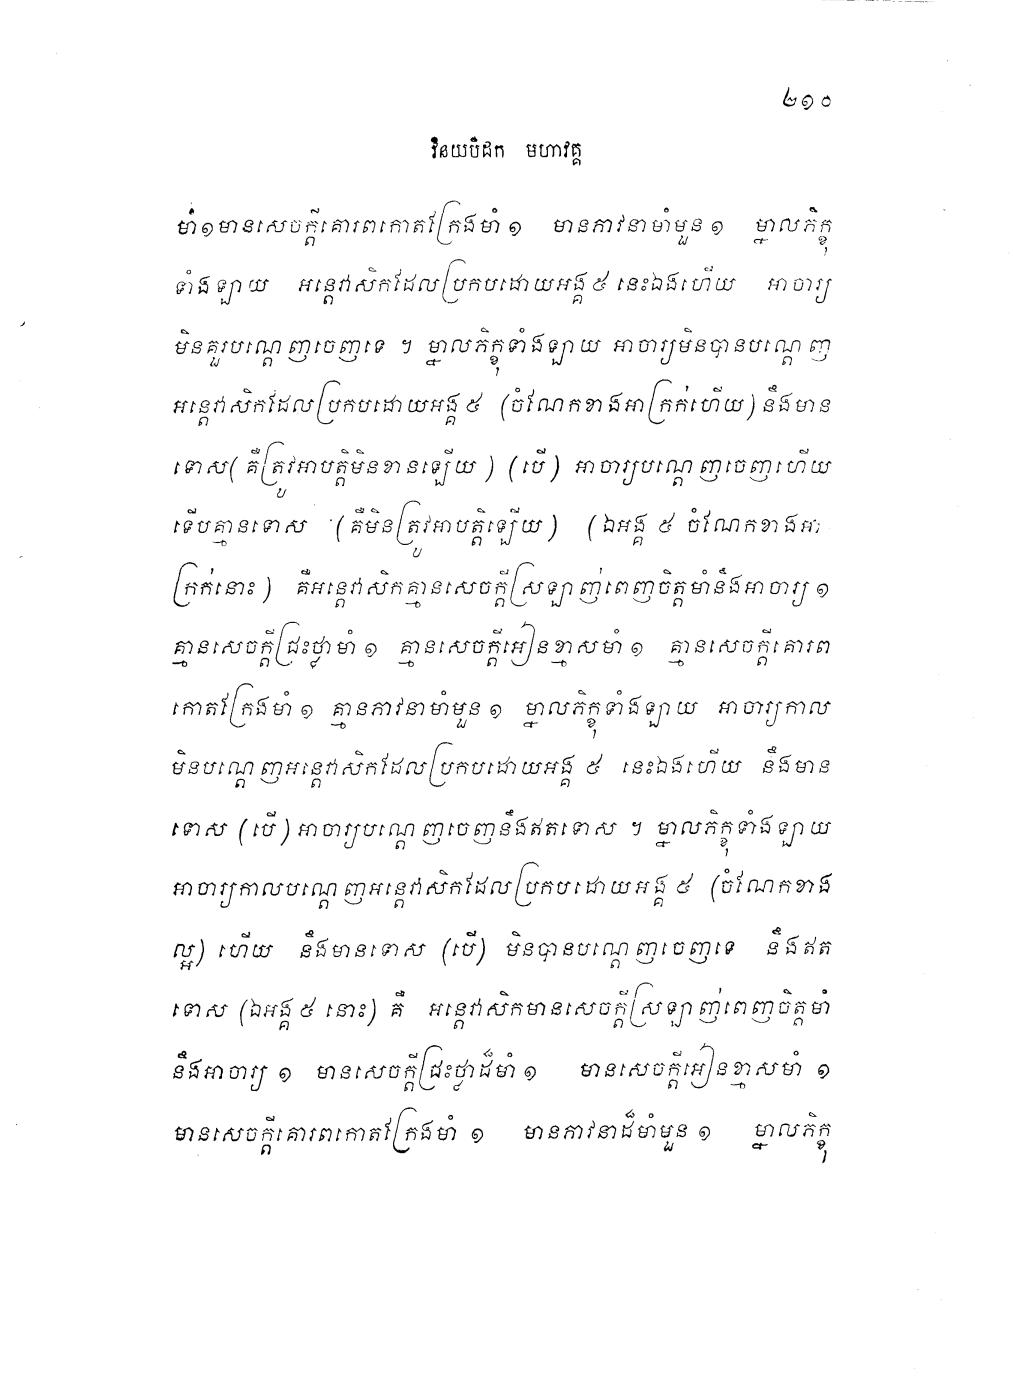 ២១០
វិនយបិដក មហាវគ្គ
មាំ១មានសេចក្ដីគោរពកោតក្រែងមាំ ១ មានភាវនាមាំមួន ១ ម្នាលភិក្ខុ
ទាំងឡាយ អន្តេវាសិកដែលប្រកបដោយអង្គ ៥ នេះឯងហើយ អាចារ្យ
មិនគួរបណ្តេញចេញទេ ។ ម្នាលភិក្ខុទាំងឡាយ អាចារ្យមិនបានបណ្តេញ
អន្តេវាសិកដែលប្រកបដោយអង្គ ៥ (ចំណែកខាងអាក្រក់ហើយ) នឹងមាន
ទោស (គឺត្រូវអាបត្តិមិនខានឡើយ ) (បើ) អាចារ្យបណ្តេញចេញហើយ
ទើបគ្មានទោស (គឺមិនត្រូវអាបត្តិឡើយ ) (ឯអង្គ ៥ ចំណែកខាងអា
ក្រក់នោះ ) គឺអន្តេវាសិកគ្មានសេចក្ដីស្រឡាញ់ពេញចិត្តមាំនឹងអាចារ្យ ១
គ្មានសេចក្ដីជ្រះថ្លាមាំ ១ គ្មានសេចក្ដីអៀនខ្មាសមាំ ១ គ្មានសេចក្ដីគោរព
កោតក្រែងមាំ ១ គ្មានភាវនាមាំមួន ១ ម្នាលភិក្ខុទាំងឡាយ អាចារ្យកាល
មិនបណ្តេញអន្តេវាសិកដែលប្រកបដោយអង្គ ៥ នេះឯងហើយ នឹងមាន
ទោស (បើ) អាចារ្យបណ្តេញចេញនឹងឥតទោស ។ ម្នាលភិក្ខុទាំងឡាយ
អាចារ្យកាលបណ្តេញអន្តេវាសិកដែលប្រកបដោយអង្គ ៥ (ចំណែកខាង
ល្អ) ហើយ នឹងមានទោស (បើ) មិនបានបណ្តេញចេញទេ នឹងឥត
ទោស (ឯអង្គ ៥ នោះ) គឺ អន្តេវាសិកមានសេចក្ដីស្រឡាញ់ពេញចិត្តមាំ
នឹងអាចារ្យ ១ មានសេចក្ដីជ្រះថ្លាដ៏មាំ ១ មានសេចក្ដីអៀនខ្មាសមាំ ១
មានសេចក្ដីគោរពកោតក្រែងមាំ ១ មានភាវនាដ៏មាំមួន ១ ម្នាលភិក្ខុ